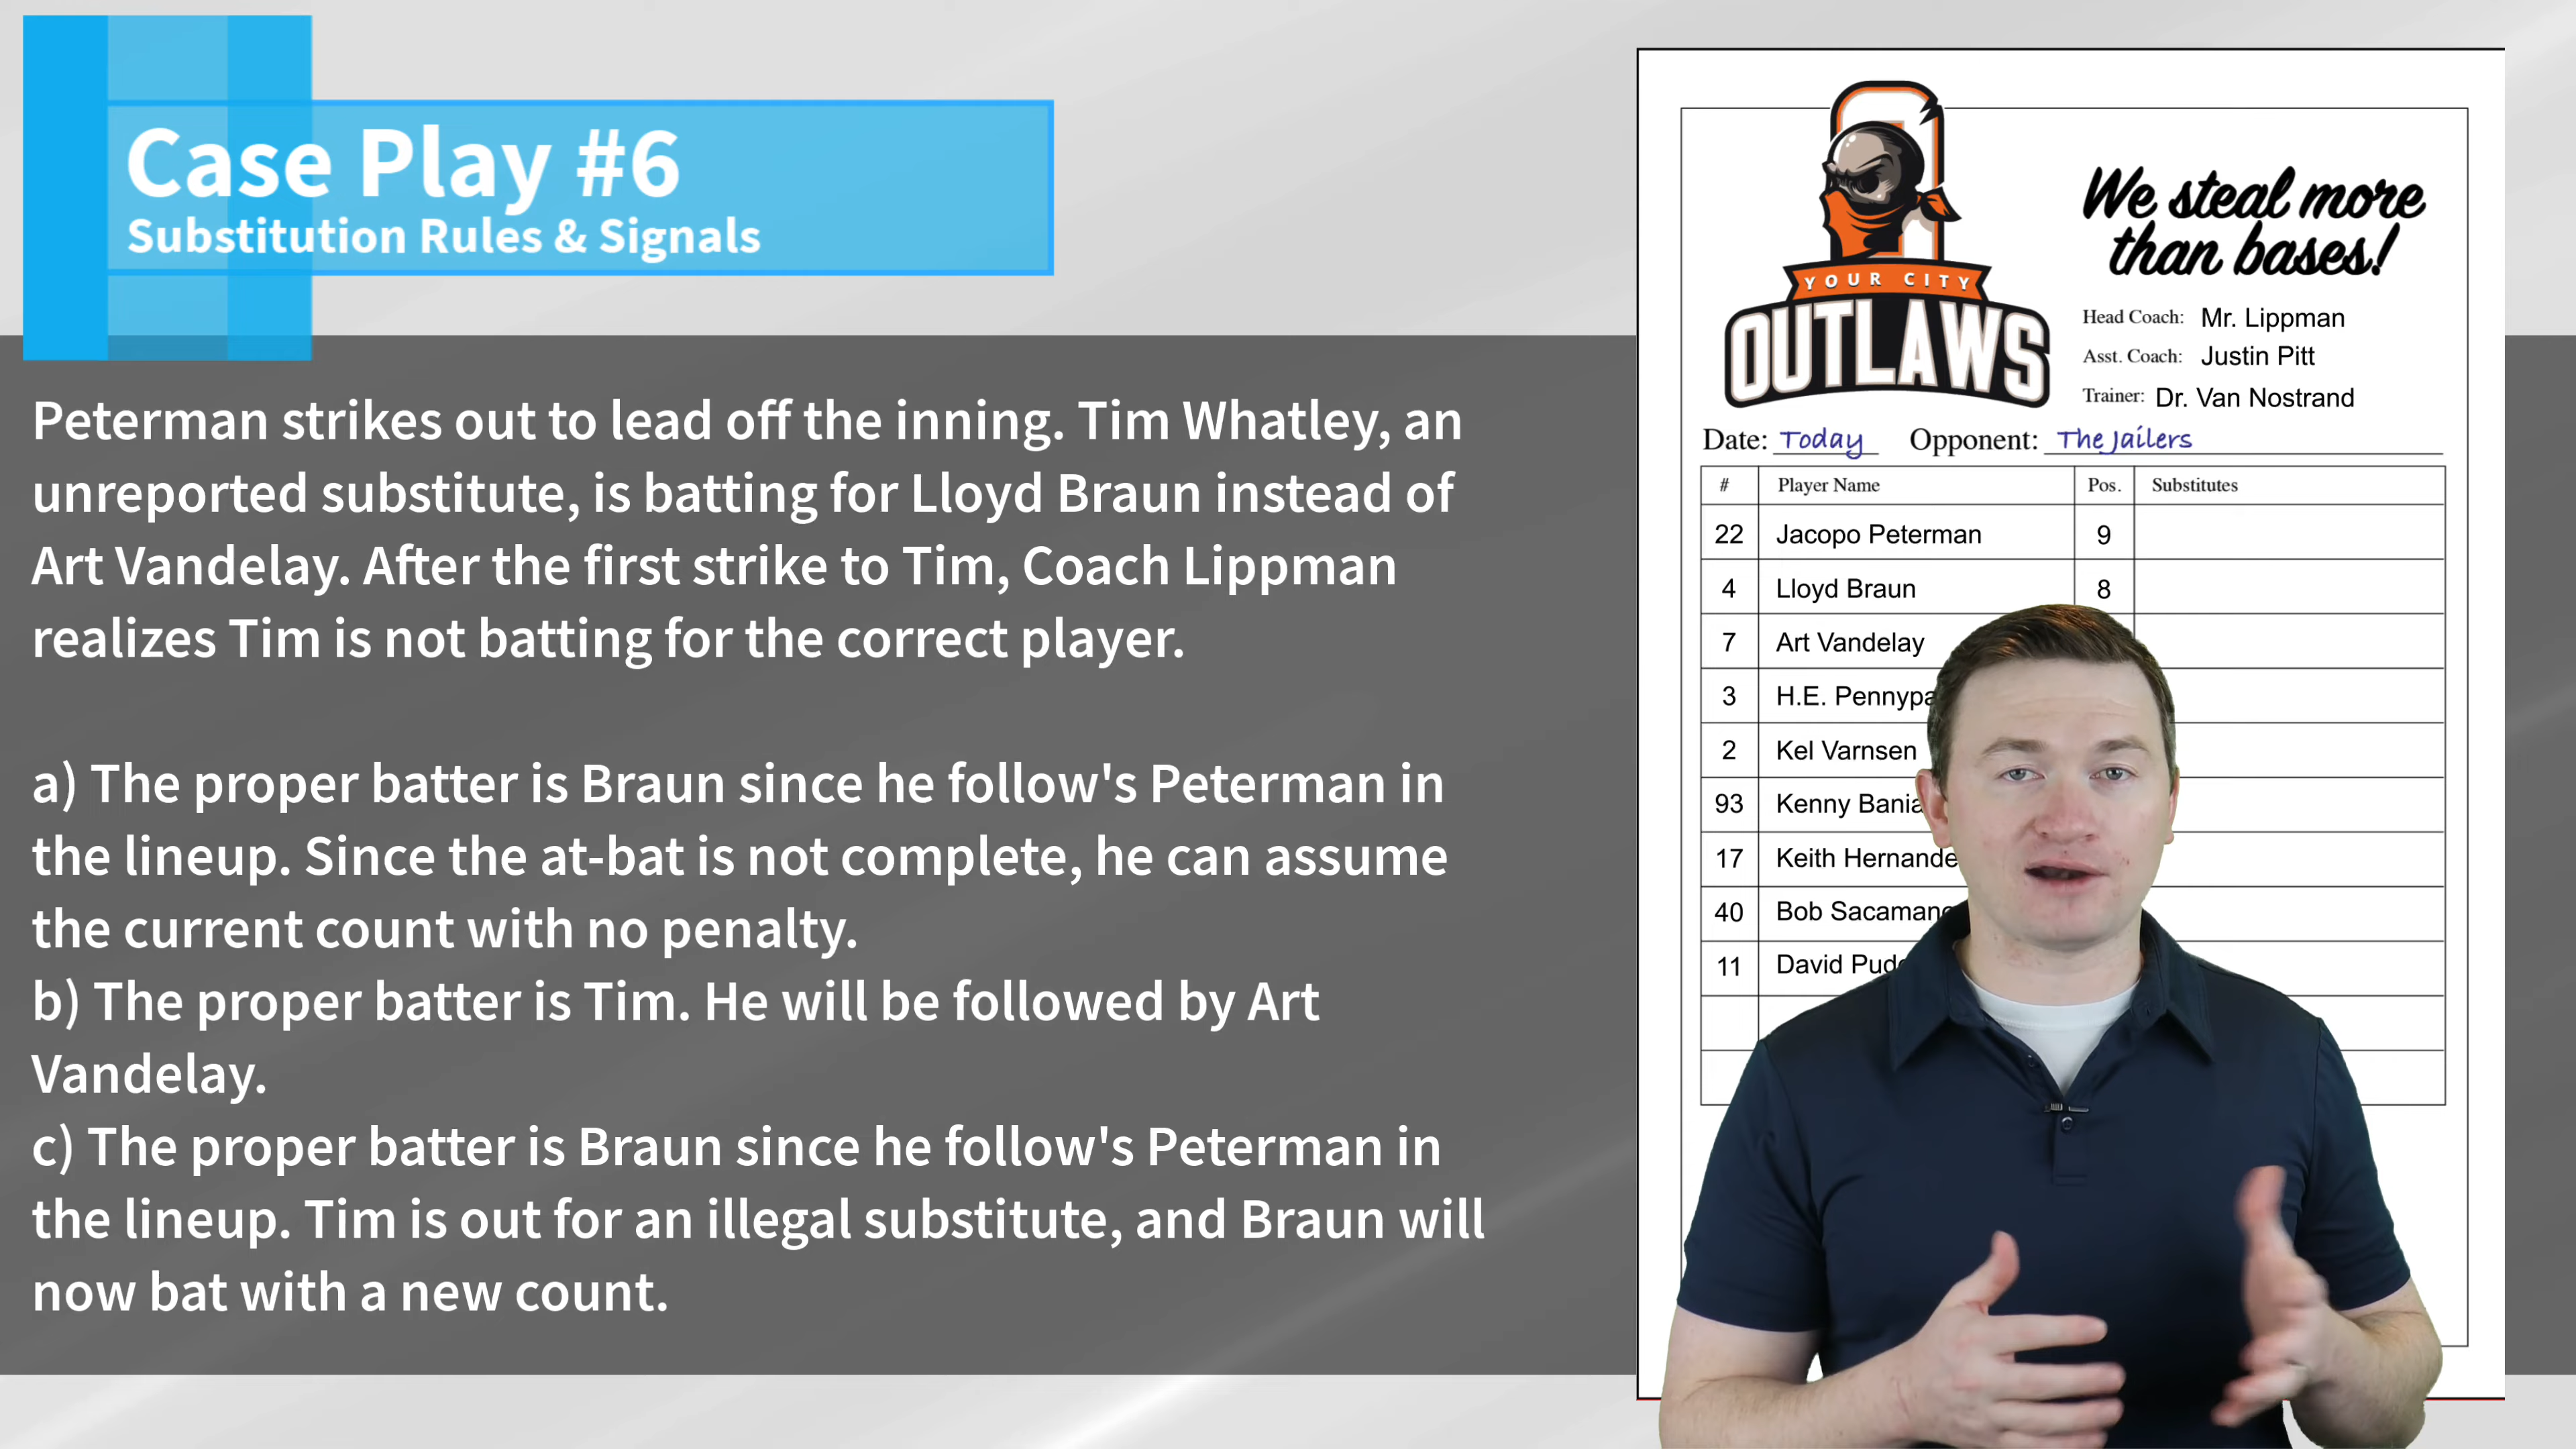 Case Play #6
Substitution Rules & Signals
Peterman strikes out to lead off the inning. Tim Whatley, an
unreported substitute, is batting for Lloyd Braun instead of
Art Vandelay. After the first strike to Tim, Coach Lippman
realizes Tim is not batting for the correct player.
a) The proper batter is Braun since he follow's Peterman in
the lineup. Since the at-bat is not complete, he can assume
the current count with no penalty.
b) The proper batter is Tim. He will be followed by Art
Vandelay.
c) The proper batter is Braun since he follow's Peterman in
the lineup. Tim is out for an illegal substitute, and Braun will
now bat with a new count.
YOUR CITY
OUTLAWS
We steal more
than bases!
Head Coach: Mr. Lippman
Asst. Coach: Justin Pitt
Trainer: Dr. Van Nostrand
Date: Today Opponent: The Jailers
# Player Name Pos. Substitutes
22 Jacopo Peterman 9
4 Lloyd Braun 8
7 Art Vandelay
3 H.E.
2 Kel Varnsen
93 Kenny
17 Keith
40 Bob
11 David